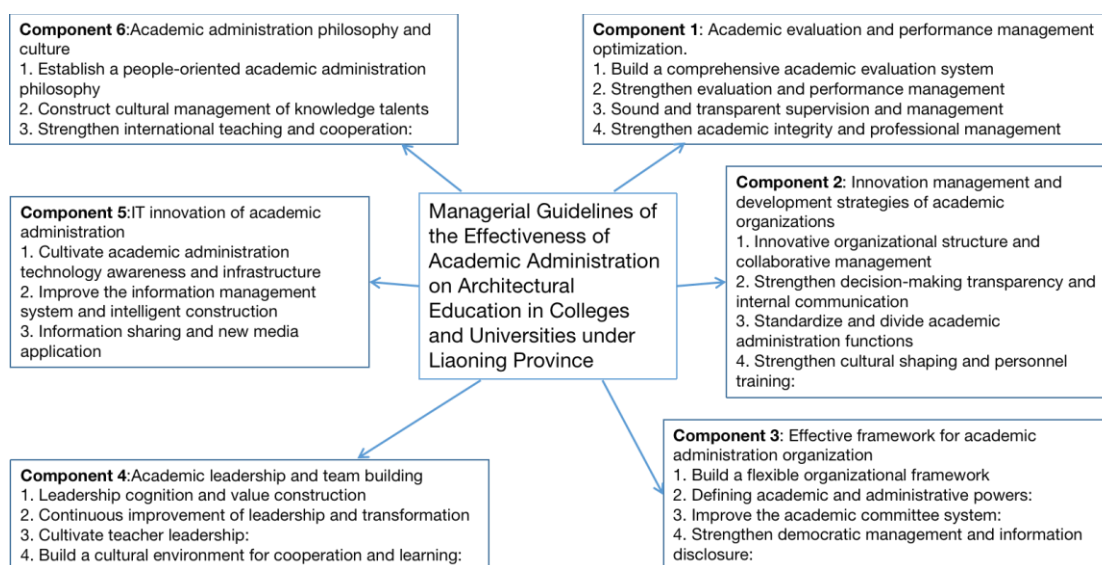 Component 6:Academic administration philosophy and
culture
1. Establish a people-oriented academic administration
philosophy
2. Construct cultural management of knowledge talents
3. Strengthen international teaching and cooperation:
Component 1: Academic evaluation and performance management
optimization.
1. Build a comprehensive academic evaluation system
2. Strengthen evaluation and performance management
3. Sound and transparent supervision and management
4. Strengthen academic integrity and professional management
Component 5:IT innovation of academic
administration
1. Cultivate academic administration
technology awareness and infrastructure
2. Improve the information management
system and intelligent construction
3. Information sharing and new media
application
Managerial Guidelines of
the Effectiveness of
Academic Administration
on Architectural
Education in Colleges
and Universities under
Liaoning Province
Component 2: Innovation management and
development strategies of academic
organizations
1. Innovative organizational structure and
collaborative management
2. Strengthen decision-making transparency and
internal communication
3. Standardize and divide academic
administration functions
4. Strengthen cultural shaping and personnel
training:
Component 4:Academic leadership and team building
1. Leadership cognition and value construction
2. Continuous improvement of leadership and transformation
3. Cultivate teacher leadership:
4. Build a cultural environment for cooperation and learning:
Component 3: Effective framework for academic
administration organization
1. Build a flexible organizational framework
2. Defining academic and administrative powers:
3. Improve the academic committee system:
4. Strengthen democratic management and information
disclosure: